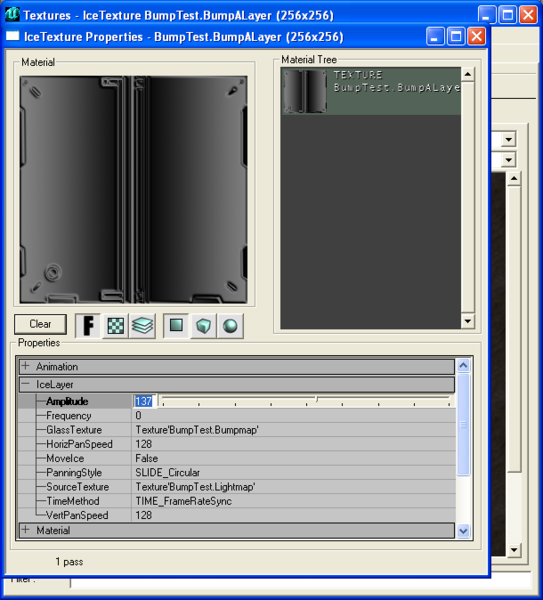 Textures - IceTexture BumpTest.BumpALayer (256x256)
IceTexture Properties - BumpTest.BumpALayer (256x256)
Material
Material Tree
TEXTURE
BumpTest.BumpALaye
Clear
F
Properties
+ Animation
- IceLayer
Amplitude 137
Frequency 0
GlassTexture Texture'BumpTest.Bumpmap'
HorizPanSpeed 128
MoveIce False
PanningStyle SLIDE_Circular
SourceTexture Texture'BumpTest.Lightmap'
TimeMethod TIME_FrameRateSync
VertPanSpeed 128
+ Material
1 pass
Filter: